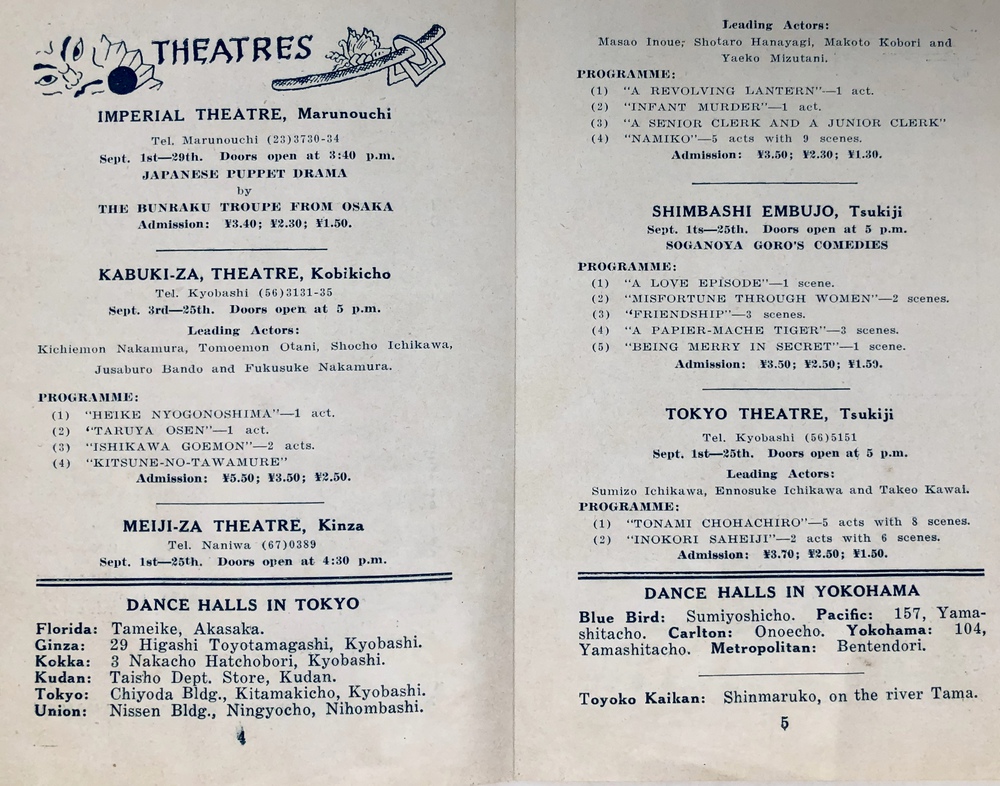 THEATRES
IMPERIAL THEATRE, Marunouchi
Tel. Marunouchi (23)3730-34
Sept. 1st—29th. Doors open at 3:40 p.m.
JAPANESE PUPPET DRAMA
by
THE BUNRAKU TROUPE FROM OSAKA
Admission: ¥3.40; ¥2.30; ¥1.50.
KABUKI-ZA, THEATRE, Kobikicho
Tel. Kyobashi (56)3131-35
Sept. 3rd—25th. Doors open at 5 p.m.
Leading Actors:
Kichiemon Nakamura, Tomoemon Otani, Shocho Ichikawa,
Jusaburo Bando and Fukusuke Nakamura.
PROGRAMME:
(1) "HEIKE NYOGONOSHIMA"—1 act.
(2) "TARUYA OSEN"—1 act.
(3) "ISHIKAWA GOEMON"—2 acts.
(4) "KITSUNE-NO-TAWAMURE"
Admission: ¥5.50; ¥3.50; ¥2.50.
MEIJI-ZA THEATRE, Kinza
Tel. Naniwa (67)0389
Sept. 1st—25th. Doors open at 4:30 p.m.
DANCE HALLS IN TOKYO
Florida: Tameike, Akasaka.
Ginza: 29 Higashi Toyotamagashi, Kyobashi.
Kokka: 3 Nakacho Hatchobori, Kyobashi.
Kudan: Taisho Dept. Store, Kudan.
Tokyo: Chiyoda Bldg., Kitamakicho, Kyobashi.
Union: Nissen Bldg., Ningyocho, Nihombashi.
4
Leading Actors:
Masao Inoue, Shotaro Hanayagi, Makoto Kobori and
Yaeko Mizutani.
PROGRAMME:
(1) "A REVOLVING LANTERN"—1 act.
(2) "INFANT MURDER"—1 act.
(3) "A SENIOR CLERK AND A JUNIOR CLERK"
(4) "NAMIKO"—5 acts with 9 scenes.
Admission: ¥3.50; ¥2.30; ¥1.30.
SHIMBASHI EMBUJO, Tsukiji
Sept. 1ts—25th. Doors open at 5 p.m.
SOGANOYA GORO'S COMEDIES
PROGRAMME:
(1) "A LOVE EPISODE"—1 scene.
(2) "MISFORTUNE THROUGH WOMEN"—2 scenes.
(3) "FRIENDSHIP"—3 scenes.
(4) "A PAPIER-MACHE TIGER"—3 scenes.
(5) "BEING MERRY IN SECRET"—1 scene.
Admission: ¥3.50; ¥2.50; ¥1.50.
TOKYO THEATRE, Tsukiji
Tel. Kyobashi (56)5151
Sept. 1st—25th. Doors open at 5 p.m.
Leading Actors:
Sumizo Ichikawa, Ennosuke Ichikawa and Takeo Kawai.
PROGRAMME:
(1) "TONAMI CHOHACHIRO"—5 acts with 8 scenes.
(2) "INOKORI SAHEIJI"—2 acts with 6 scenes.
Admission: ¥3.70; ¥2.50; ¥1.50.
DANCE HALLS IN YOKOHAMA
Blue Bird: Sumiyoshicho. Pacific: 157, Yama-
shitacho. Carlton: Onoecho. Yokohama: 104,
Yamashitacho. Metropolitan: Bentendori.
Toyoko Kaikan: Shinmaruko, on the river Tama.
5